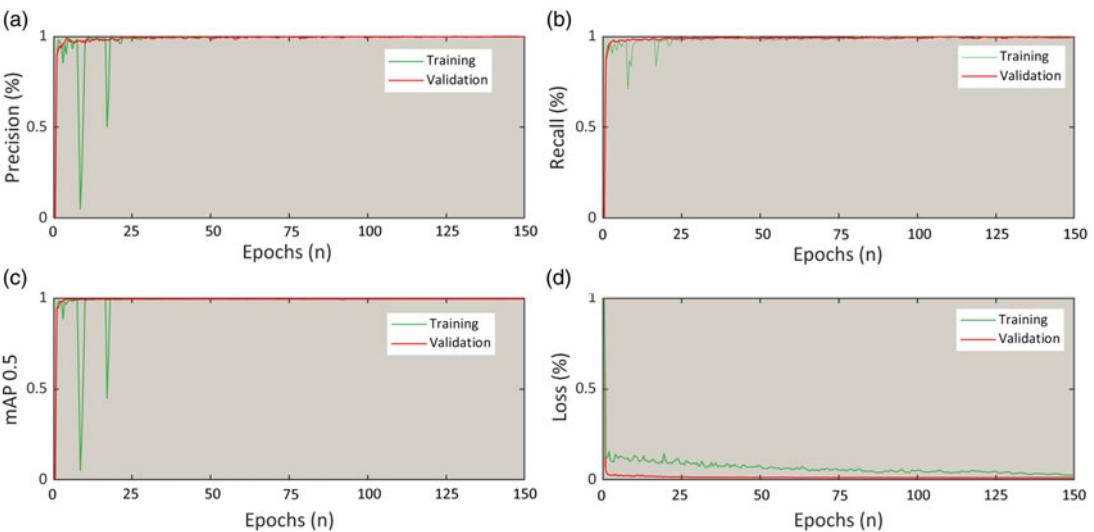 (a)
1
0.5
0
Precision (%)
Training
Validation
0 25 50 75 100 125 150
Epochs (n)
(b)
1
0.5
0
Recall (%)
Training
Validation
0 25 50 75 100 125 150
Epochs (n)
(c)
1
0.5
0
mAP 0.5
Training
Validation
0 25 50 75 100 125 150
Epochs (n)
(d)
1
0.5
0
Loss (%)
Training
Validation
0 25 50 75 100 125 150
Epochs (n)